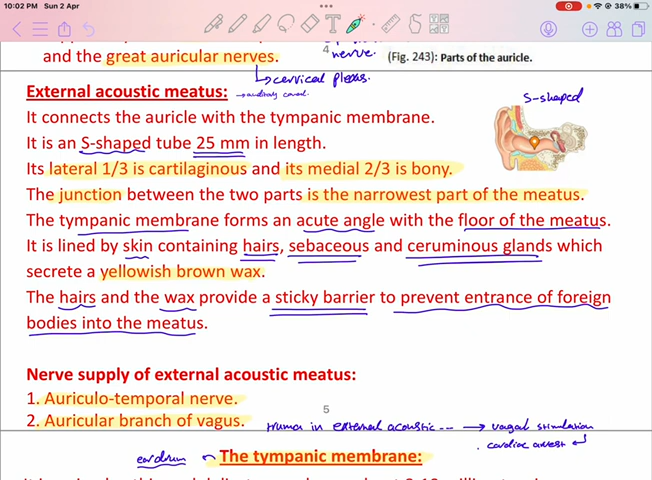 10:02 PM Sun 2 Apr
38%
and the great auricular nerves.
nerve.
4
(Fig. 243): Parts of the auricle.
cervical plexus.
External acoustic meatus: → auditory canal.
S-shaped
It connects the auricle with the tympanic membrane.
It is an S-shaped tube 25 mm in length.
Its lateral 1/3 is cartilaginous and its medial 2/3 is bony.
The junction between the two parts is the narrowest part of the meatus.
The tympanic membrane forms an acute angle with the floor of the meatus.
It is lined by skin containing hairs, sebaceous and ceruminous glands which
secrete a yellowish brown wax.
The hairs and the wax provide a sticky barrier to prevent entrance of foreign
bodies into the meatus.
Nerve supply of external acoustic meatus:
1. Auriculo-temporal nerve.
5
2. Auricular branch of vagus.
truma in external acoustic --- → vagal stimulation
cardiac arrest
eardrum
The tympanic membrane: